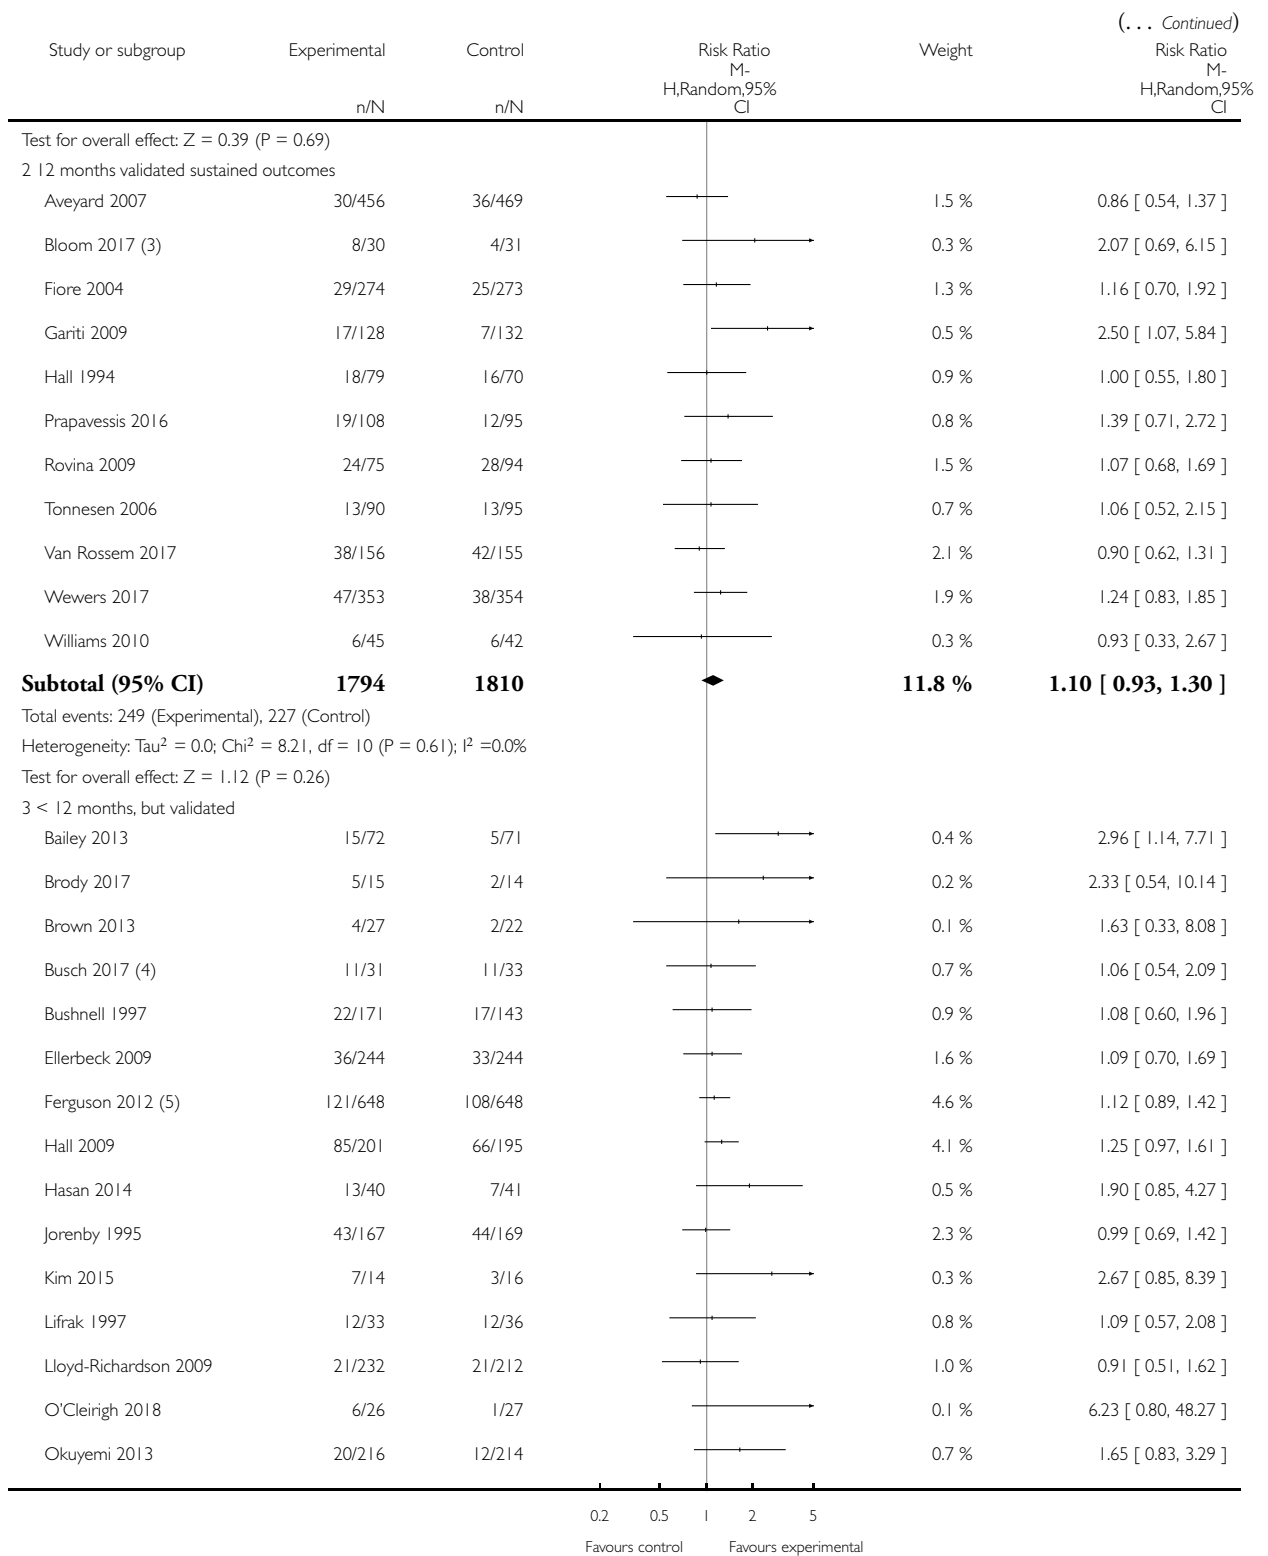 (... Continued)
Study or subgroup Experimental Control Risk Ratio Weight Risk Ratio
M- M-
H,Random,95% H,Random,95%
n/N n/N CI CI
Test for overall effect: Z = 0.39 (P = 0.69)
2 12 months validated sustained outcomes
Aveyard 2007 30/456 36/469 1.5 % 0.86 [ 0.54, 1.37 ]
Bloom 2017 (3) 8/30 4/31 0.3 % 2.07 [ 0.69, 6.15 ]
Fiore 2004 29/274 25/273 1.3 % 1.16 [ 0.70, 1.92 ]
Gariti 2009 17/128 7/132 0.5 % 2.50 [ 1.07, 5.84 ]
Hall 1994 18/79 16/70 0.9 % 1.00 [ 0.55, 1.80 ]
Prapavessis 2016 19/108 12/95 0.8 % 1.39 [ 0.71, 2.72 ]
Rovina 2009 24/75 28/94 1.5 % 1.07 [ 0.68, 1.69 ]
Tonnesen 2006 13/90 13/95 0.7 % 1.06 [ 0.52, 2.15 ]
Van Rossem 2017 38/156 42/155 2.1 % 0.90 [ 0.62, 1.31 ]
Wewers 2017 47/353 38/354 1.9 % 1.24 [ 0.83, 1.85 ]
Williams 2010 6/45 6/42 0.3 % 0.93 [ 0.33, 2.67 ]
Subtotal (95% CI) 1794 1810 11.8 % 1.10 [ 0.93, 1.30 ]
Total events: 249 (Experimental), 227 (Control)
Heterogeneity: Tau² = 0.0; Chi² = 8.21, df = 10 (P = 0.61); I² =0.0%
Test for overall effect: Z = 1.12 (P = 0.26)
3 < 12 months, but validated
Bailey 2013 15/72 5/71 0.4 % 2.96 [ 1.14, 7.71 ]
Brody 2017 5/15 2/14 0.2 % 2.33 [ 0.54, 10.14 ]
Brown 2013 4/27 2/22 0.1 % 1.63 [ 0.33, 8.08 ]
Busch 2017 (4) 11/31 11/33 0.7 % 1.06 [ 0.54, 2.09 ]
Bushnell 1997 22/171 17/143 0.9 % 1.08 [ 0.60, 1.96 ]
Ellerbeck 2009 36/244 33/244 1.6 % 1.09 [ 0.70, 1.69 ]
Ferguson 2012 (5) 121/648 108/648 4.6 % 1.12 [ 0.89, 1.42 ]
Hall 2009 85/201 66/195 4.1 % 1.25 [ 0.97, 1.61 ]
Hasan 2014 13/40 7/41 0.5 % 1.90 [ 0.85, 4.27 ]
Jorenby 1995 43/167 44/169 2.3 % 0.99 [ 0.69, 1.42 ]
Kim 2015 7/14 3/16 0.3 % 2.67 [ 0.85, 8.39 ]
Lifrak 1997 12/33 12/36 0.8 % 1.09 [ 0.57, 2.08 ]
Lloyd-Richardson 2009 21/232 21/212 1.0 % 0.91 [ 0.51, 1.62 ]
O'Cleirigh 2018 6/26 1/27 0.1 % 6.23 [ 0.80, 48.27 ]
Okuyemi 2013 20/216 12/214 0.7 % 1.65 [ 0.83, 3.29 ]
0.2 0.5 1 2 5
Favours control Favours experimental